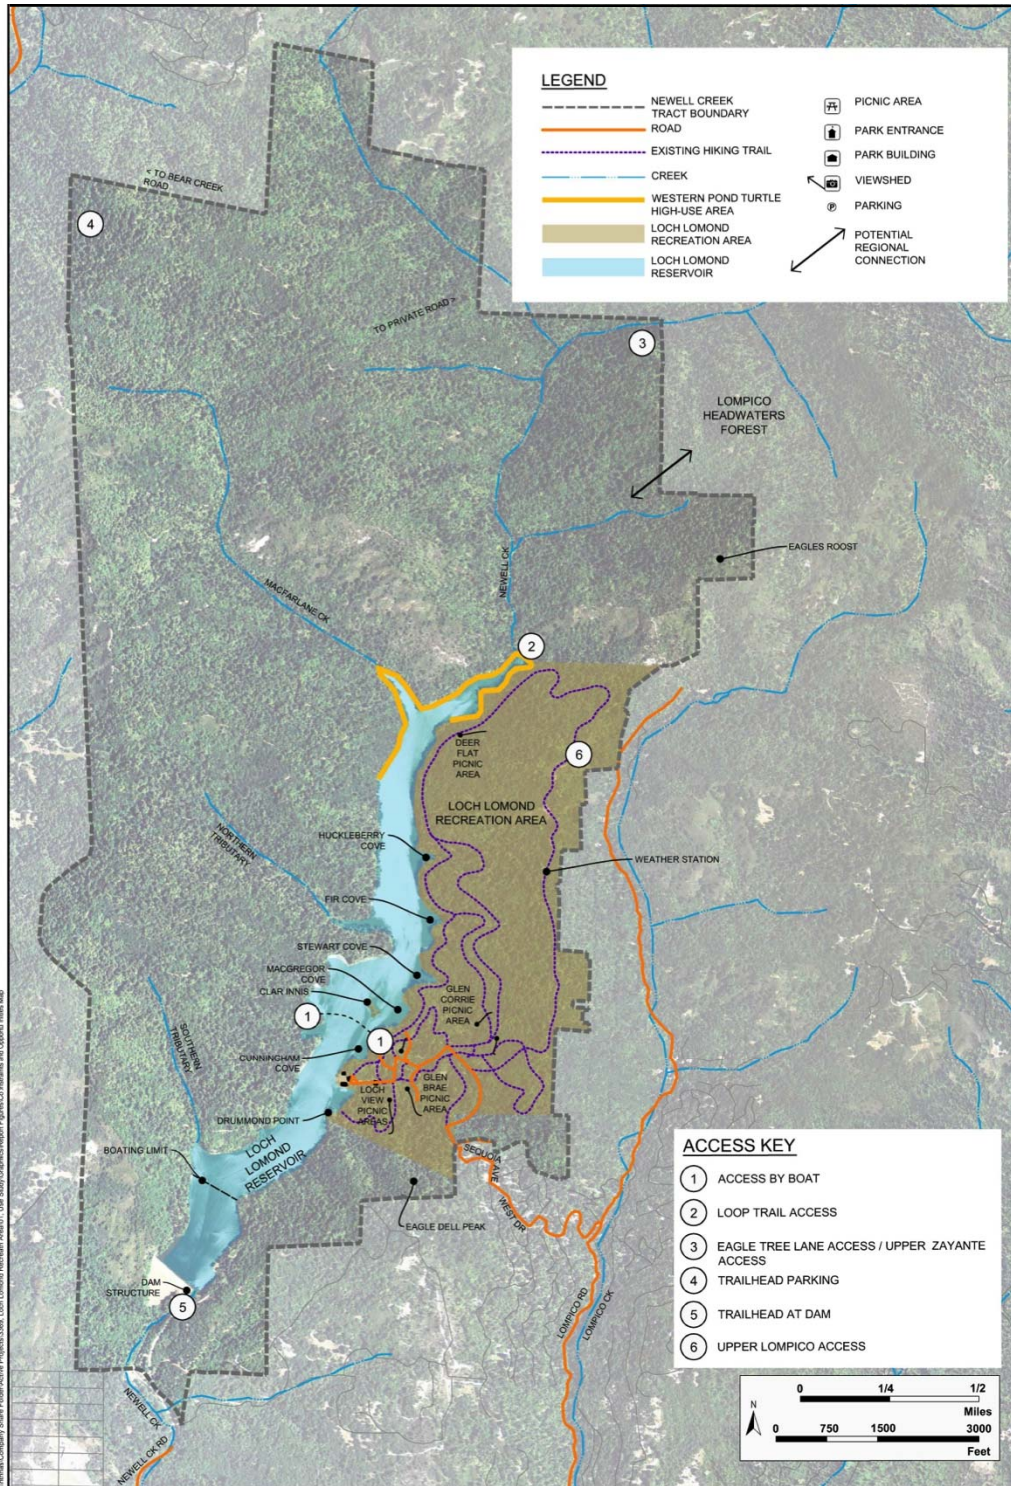 LEGEND
NEWELL CREEK
TRACT BOUNDARY
ROAD
EXISTING HIKING TRAIL
CREEK
WESTERN POND TURTLE
HIGH-USE AREA
LOCH LOMOND
RECREATION AREA
LOCH LOMOND
RESERVOIR
PICNIC AREA
PARK ENTRANCE
PARK BUILDING
VIEWSHED
P
PARKING
POTENTIAL
REGIONAL
CONNECTION
< TO BEAR CREEK
ROAD
4
TO PRIVATE ROAD >
3
LOMPICO
HEADWATERS
FOREST
EAGLES ROOST
NEWELL CK
MACFARLANE CK
2
DEER
FLAT
PICNIC
AREA
6
LOCH LOMOND
RECREATION AREA
NORTHERN
TRIBUTARY
HUCKLEBERRY
COVE
WEATHER STATION
FIR COVE
STEWART COVE
MACGREGOR
COVE
CLAR INNIS
GLEN
CORRIE
PICNIC
AREA
1
1
SOUTHERN
TRIBUTARY
CUNNINGHAM
COVE
LOCH
VIEW
PICNIC
AREAS
GLEN
BRAE
PICNIC
AREA
DRUMMOND POINT
LOCH
LOMOND
RESERVOIR
BOATING LIMIT
SEQUOIA
AVE
WEST DR
EAGLE DELL PEAK
DAM
STRUCTURE
5
LOMPICO RD
LOMPICO CK
NEWELL CK
NEWELL CK RD
ACCESS KEY
1 ACCESS BY BOAT
2 LOOP TRAIL ACCESS
3 EAGLE TREE LANE ACCESS / UPPER ZAYANTE
ACCESS
4 TRAILHEAD PARKING
5 TRAILHEAD AT DAM
6 UPPER LOMPICO ACCESS
N
0 1/4 1/2
Miles
0 750 1500 3000
Feet